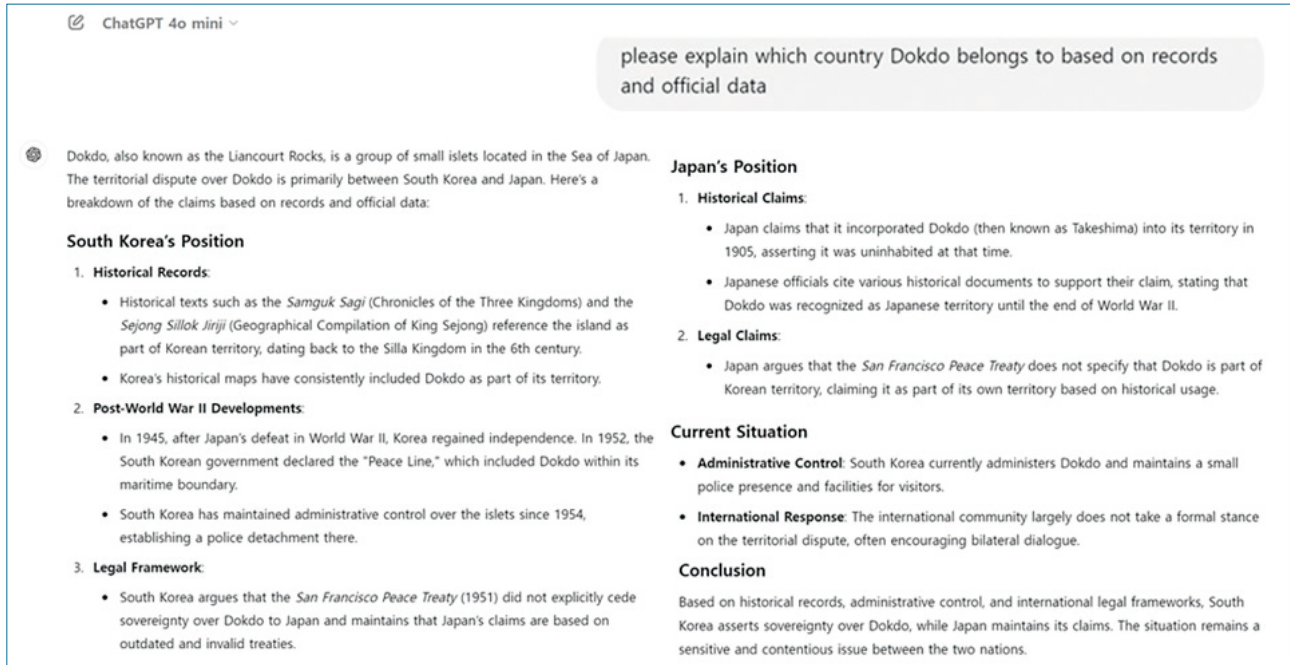 ChatGPT 4o mini
please explain which country Dokdo belongs to based on records
and official data
Dokdo, also known as the Liancourt Rocks, is a group of small islets located in the Sea of Japan.
The territorial dispute over Dokdo is primarily between South Korea and Japan. Here's a
breakdown of the claims based on records and official data:
South Korea's Position
1. Historical Records:
• Historical texts such as the Samguk Sagi (Chronicles of the Three Kingdoms) and the
Sejong Sillok Jiriji (Geographical Compilation of King Sejong) reference the island as
part of Korean territory, dating back to the Silla Kingdom in the 6th century.
• Korea's historical maps have consistently included Dokdo as part of its territory.
2. Post-World War II Developments:
• In 1945, after Japan's defeat in World War II, Korea regained independence. In 1952, the
South Korean government declared the "Peace Line," which included Dokdo within its
maritime boundary.
• South Korea has maintained administrative control over the islets since 1954,
establishing a police detachment there.
3. Legal Framework:
• South Korea argues that the San Francisco Peace Treaty (1951) did not explicitly cede
sovereignty over Dokdo to Japan and maintains that Japan's claims are based on
outdated and invalid treaties.
Japan's Position
1. Historical Claims:
• Japan claims that it incorporated Dokdo (then known as Takeshima) into its territory in
1905, asserting it was uninhabited at that time.
• Japanese officials cite various historical documents to support their claim, stating that
Dokdo was recognized as Japanese territory until the end of World War II.
2. Legal Claims:
• Japan argues that the San Francisco Peace Treaty does not specify that Dokdo is part of
Korean territory, claiming it as part of its own territory based on historical usage.
Current Situation
• Administrative Control: South Korea currently administers Dokdo and maintains a small
police presence and facilities for visitors.
• International Response: The international community largely does not take a formal stance
on the territorial dispute, often encouraging bilateral dialogue.
Conclusion
Based on historical records, administrative control, and international legal frameworks, South
Korea asserts sovereignty over Dokdo, while Japan maintains its claims. The situation remains a
sensitive and contentious issue between the two nations.